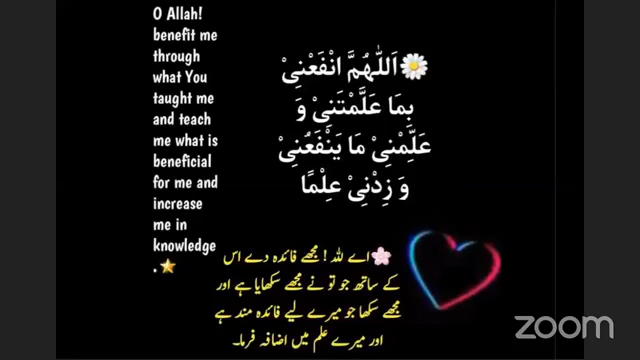 O Allah!
benefit me
through
what You
taught me
and teach
me what is
beneficial
for me and
increase
me in
knowledge
.
اَللّٰهُمَّ انْفَعْنِیْ
بِمَا عَلَّمْتَنِیْ وَ
عَلِّمْنِیْ مَا یَنْفَعُنِیْ
وَ زِدْنِیْ عِلْمًا
اے للہ ! مجھے فائدہ دے اس
کے ساتھ جو تو نے مجھے سکھایا ہے اور
مجھے سکھا جو میرے لیے فائدہ مند ہے
اور میرے علم میں اضافہ فرما۔
zoom